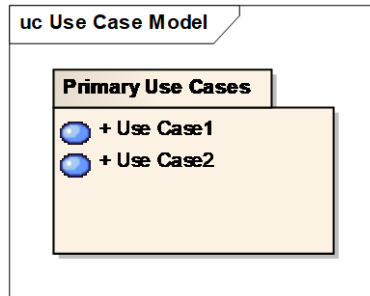 uc Use Case Model
Primary Use Cases
+ Use Case1
+ Use Case2